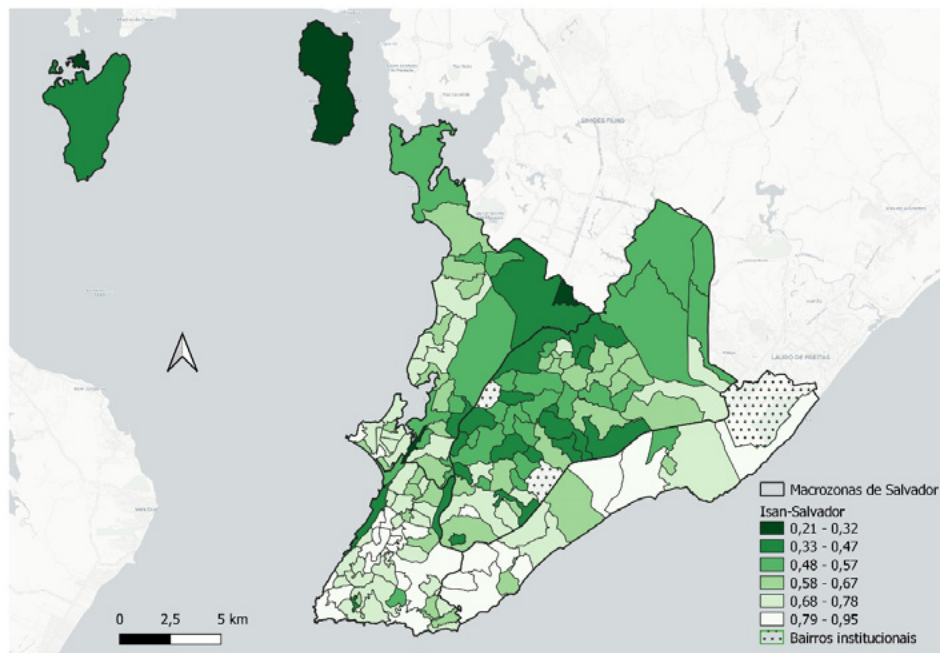 SIMÕES FILHO
LAURO DE FREITAS
Macrozonas de Salvador
Isan-Salvador
0,21 - 0,32
0,33 - 0,47
0,48 - 0,57
0,58 - 0,67
0,68 - 0,78
0,79 - 0,95
Bairros institucionais
0 2,5 5 km